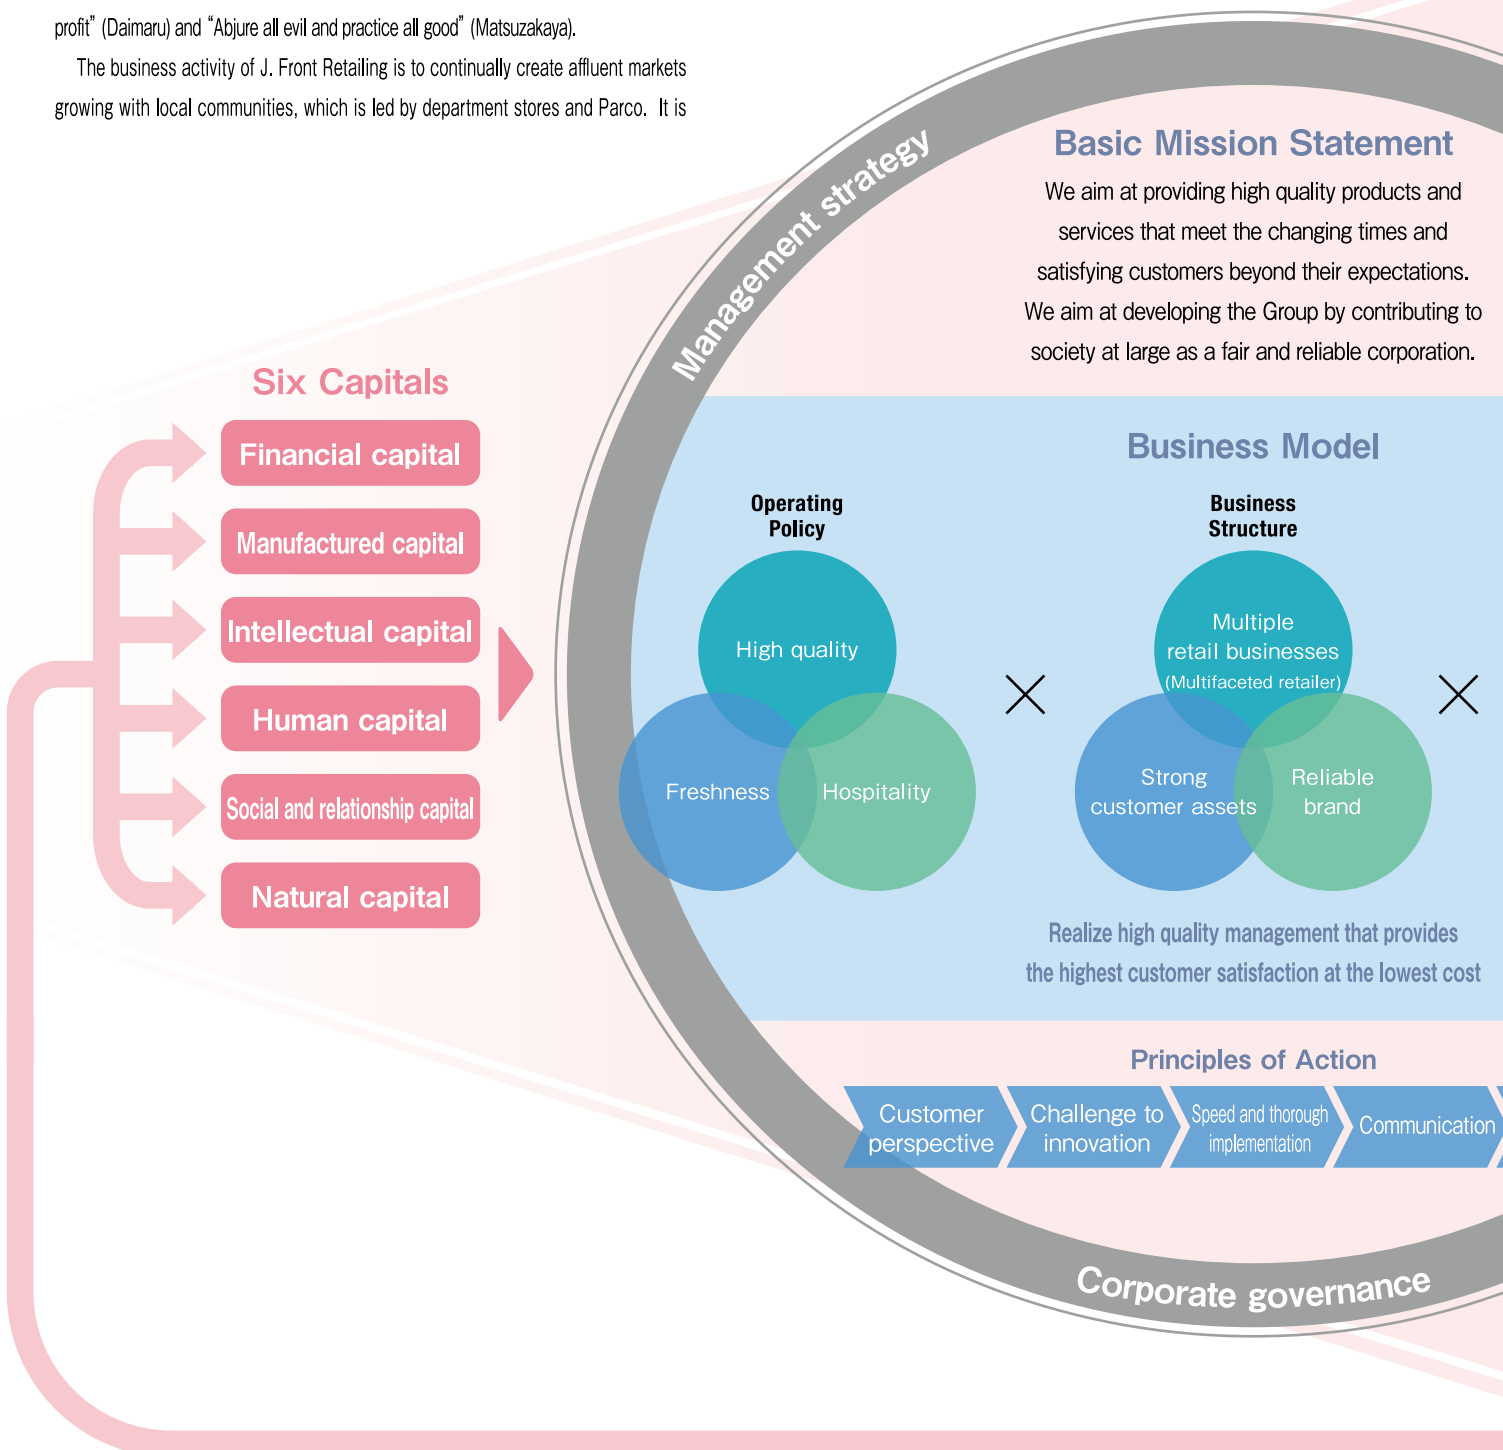 profit” (Daimaru) and “Abjure all evil and practice all good” (Matsuzakaya).
The business activity of J. Front Retailing is to continually create affluent markets
growing with local communities, which is led by department stores and Parco. It is
Management strategy
Basic Mission Statement
We aim at providing high quality products and
services that meet the changing times and
satisfying customers beyond their expectations.
We aim at developing the Group by contributing to
society at large as a fair and reliable corporation.
Six Capitals
Financial capital
Manufactured capital
Intellectual capital
Human capital
Social and relationship capital
Natural capital
Business Model
Operating
Policy
High quality
Freshness
Hospitality
×
Business
Structure
Multiple
retail businesses
(Multifaceted retailer)
Strong
customer assets
Reliable
brand
×
Realize high quality management that provides
the highest customer satisfaction at the lowest cost
Principles of Action
Customer
perspective
Challenge to
innovation
Speed and thorough
implementation
Communication
Corporate governance